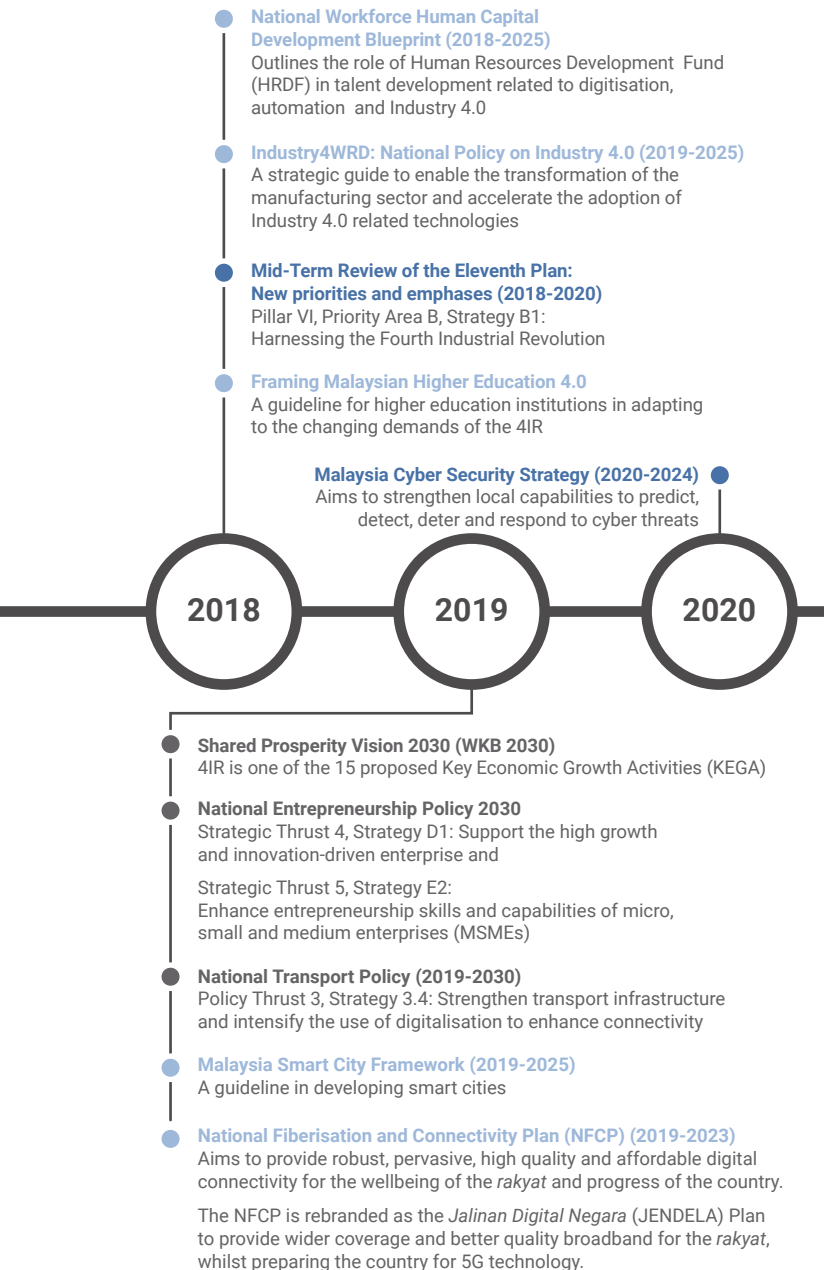 National Workforce Human Capital
Development Blueprint (2018-2025)
Outlines the role of Human Resources Development Fund
(HRDF) in talent development related to digitisation,
automation and Industry 4.0
Industry4WRD: National Policy on Industry 4.0 (2019-2025)
A strategic guide to enable the transformation of the
manufacturing sector and accelerate the adoption of
Industry 4.0 related technologies
Mid-Term Review of the Eleventh Plan:
New priorities and emphases (2018-2020)
Pillar VI, Priority Area B, Strategy B1:
Harnessing the Fourth Industrial Revolution
Framing Malaysian Higher Education 4.0
A guideline for higher education institutions in adapting
to the changing demands of the 4IR
Malaysia Cyber Security Strategy (2020-2024)
Aims to strengthen local capabilities to predict,
detect, deter and respond to cyber threats
2018
2019
2020
Shared Prosperity Vision 2030 (WKB 2030)
4IR is one of the 15 proposed Key Economic Growth Activities (KEGA)
National Entrepreneurship Policy 2030
Strategic Thrust 4, Strategy D1: Support the high growth
and innovation-driven enterprise and
Strategic Thrust 5, Strategy E2:
Enhance entrepreneurship skills and capabilities of micro,
small and medium enterprises (MSMEs)
National Transport Policy (2019-2030)
Policy Thrust 3, Strategy 3.4: Strengthen transport infrastructure
and intensify the use of digitalisation to enhance connectivity
Malaysia Smart City Framework (2019-2025)
A guideline in developing smart cities
National Fiberisation and Connectivity Plan (NFCP) (2019-2023)
Aims to provide robust, pervasive, high quality and affordable digital
connectivity for the wellbeing of the rakyat and progress of the country.
The NFCP is rebranded as the Jalinan Digital Negara (JENDELA) Plan
to provide wider coverage and better quality broadband for the rakyat,
whilst preparing the country for 5G technology.